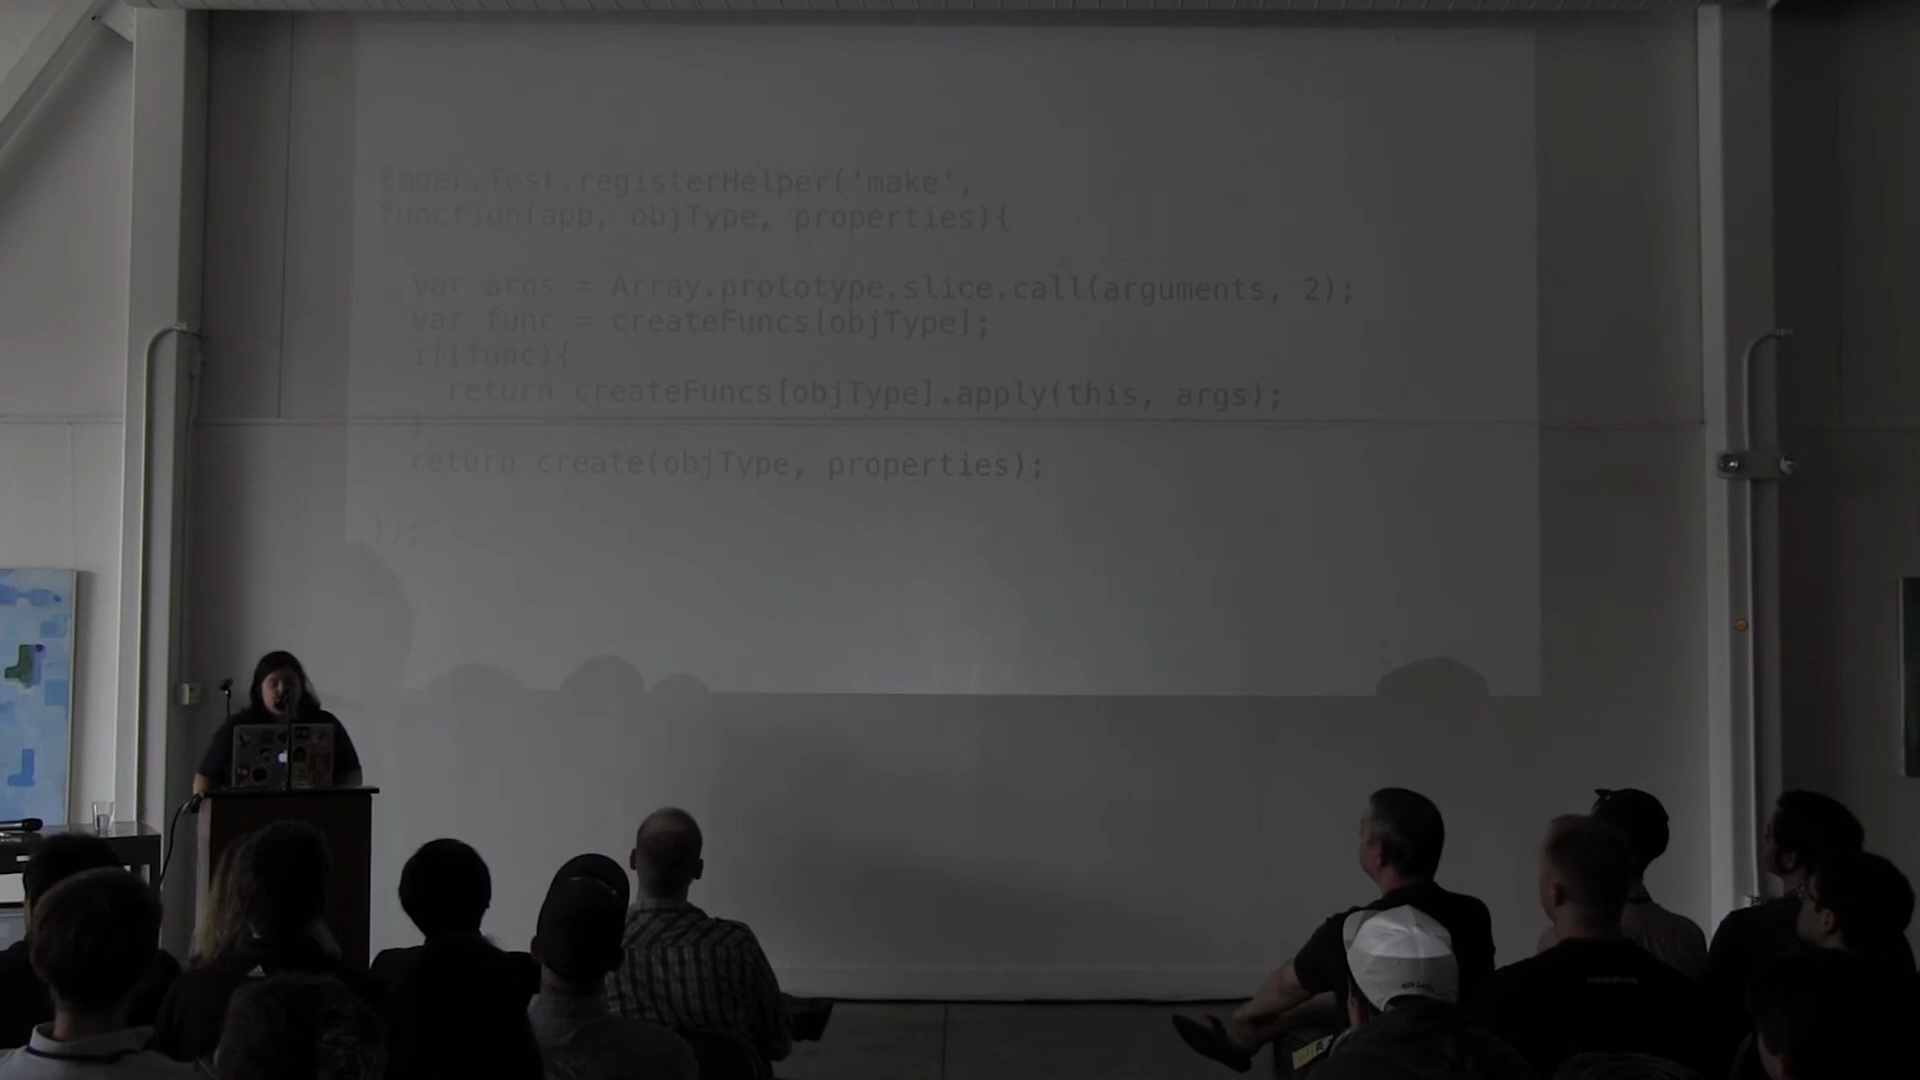 Ember.Test.registerHelper('make',
function(app, objType, properties){
var args = Array.prototype.slice.call(arguments, 2);
var func = createFuncs[objType];
if(func){
return createFuncs[objType].apply(this, args);
}
return create(objType, properties);
});